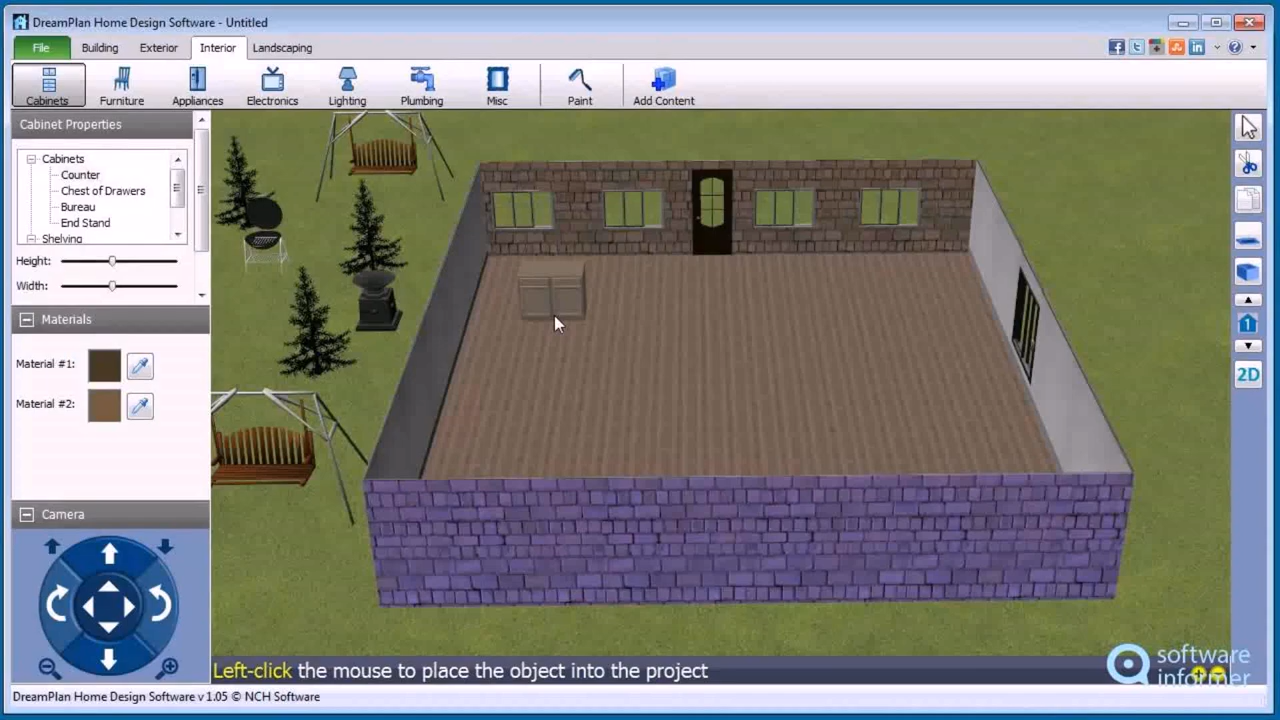 DreamPlan Home Design Software - Untitled
File Building Exterior Interior Landscaping
Cabinets Furniture Appliances Electronics Lighting Plumbing Misc Paint Add Content
Cabinet Properties
Cabinets
Counter
Chest of Drawers
Bureau
End Stand
Shelving
Height:
Width:
Materials
Material #1:
Material #2:
Camera
1
2D
Left-click the mouse to place the object into the project
software
informer
DreamPlan Home Design Software v 1.05 © NCH Software